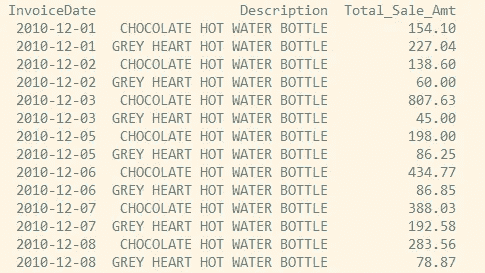 InvoiceDate Description Total_Sale_Amt
2010-12-01 CHOCOLATE HOT WATER BOTTLE 154.10
2010-12-01 GREY HEART HOT WATER BOTTLE 227.04
2010-12-02 CHOCOLATE HOT WATER BOTTLE 138.60
2010-12-02 GREY HEART HOT WATER BOTTLE 60.00
2010-12-03 CHOCOLATE HOT WATER BOTTLE 807.63
2010-12-03 GREY HEART HOT WATER BOTTLE 45.00
2010-12-05 CHOCOLATE HOT WATER BOTTLE 198.00
2010-12-05 GREY HEART HOT WATER BOTTLE 86.25
2010-12-06 CHOCOLATE HOT WATER BOTTLE 434.77
2010-12-06 GREY HEART HOT WATER BOTTLE 86.85
2010-12-07 CHOCOLATE HOT WATER BOTTLE 388.03
2010-12-07 GREY HEART HOT WATER BOTTLE 192.58
2010-12-08 CHOCOLATE HOT WATER BOTTLE 283.56
2010-12-08 GREY HEART HOT WATER BOTTLE 78.87